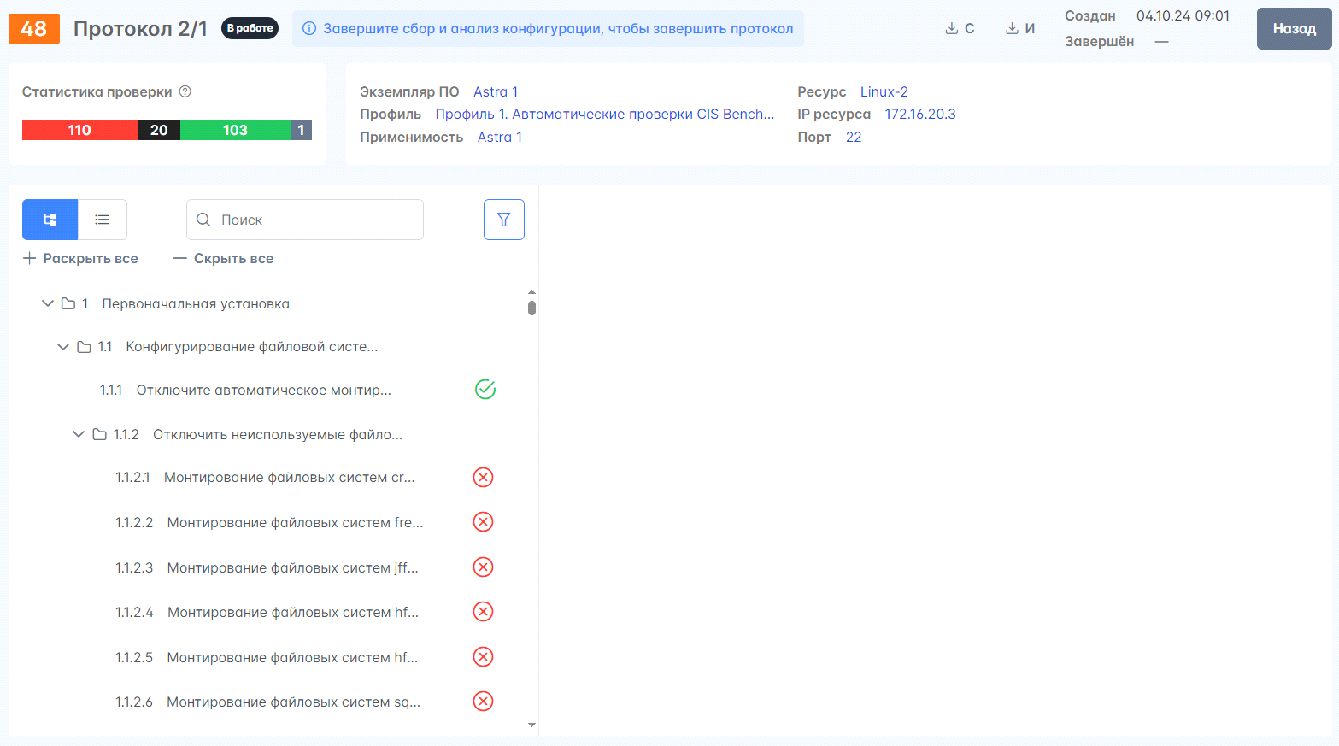 48 Протокол 2/1 В работе Завершите сбор и анализ конфигурации, чтобы завершить протокол С И Создан 04.10.24 09:01 Назад
Завершён —
Статистика проверки
110 20 103 1
Экземпляр ПО Astra 1 Ресурс Linux-2
Профиль Профиль 1. Автоматические проверки CIS Bench... IP ресурса 172.16.20.3
Применимость Astra 1 Порт 22
Поиск
Раскрыть все Скрыть все
1 Первоначальная установка
1.1 Конфигурирование файловой систе...
1.1.1 Отключите автоматическое монтир...
1.1.2 Отключить неиспользуемые файло...
1.1.2.1 Монтирование файловых систем cr...
1.1.2.2 Монтирование файловых систем fre...
1.1.2.3 Монтирование файловых систем jff...
1.1.2.4 Монтирование файловых систем hf...
1.1.2.5 Монтирование файловых систем hf...
1.1.2.6 Монтирование файловых систем sq...